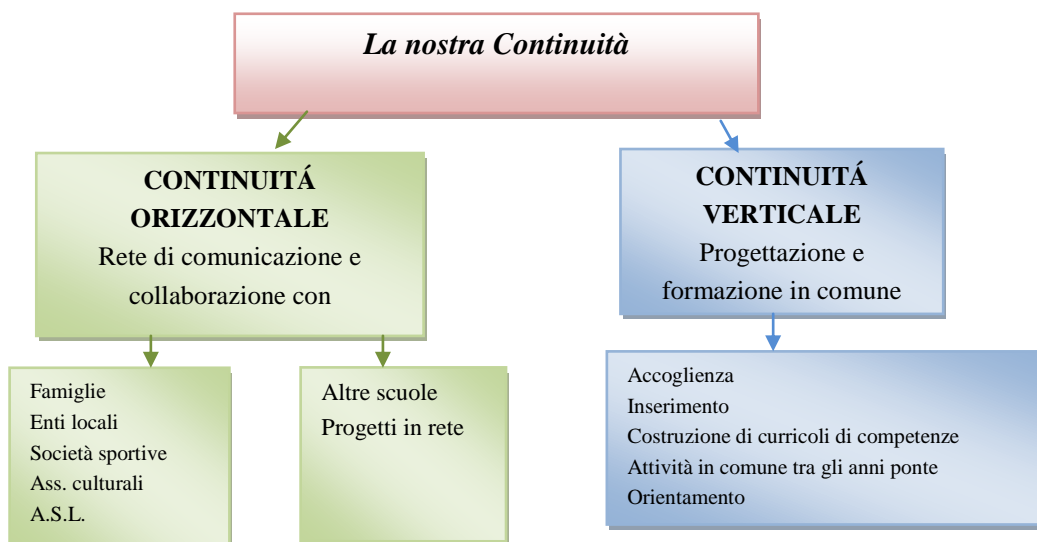 La nostra Continuità
CONTINUITÁ
ORIZZONTALE
Rete di comunicazione e
collaborazione con
CONTINUITÁ
VERTICALE
Progettazione e
formazione in comune
Famiglie
Enti locali
Società sportive
Ass. culturali
A.S.L.
Altre scuole
Progetti in rete
Accoglienza
Inserimento
Costruzione di curricoli di competenze
Attività in comune tra gli anni ponte
Orientamento